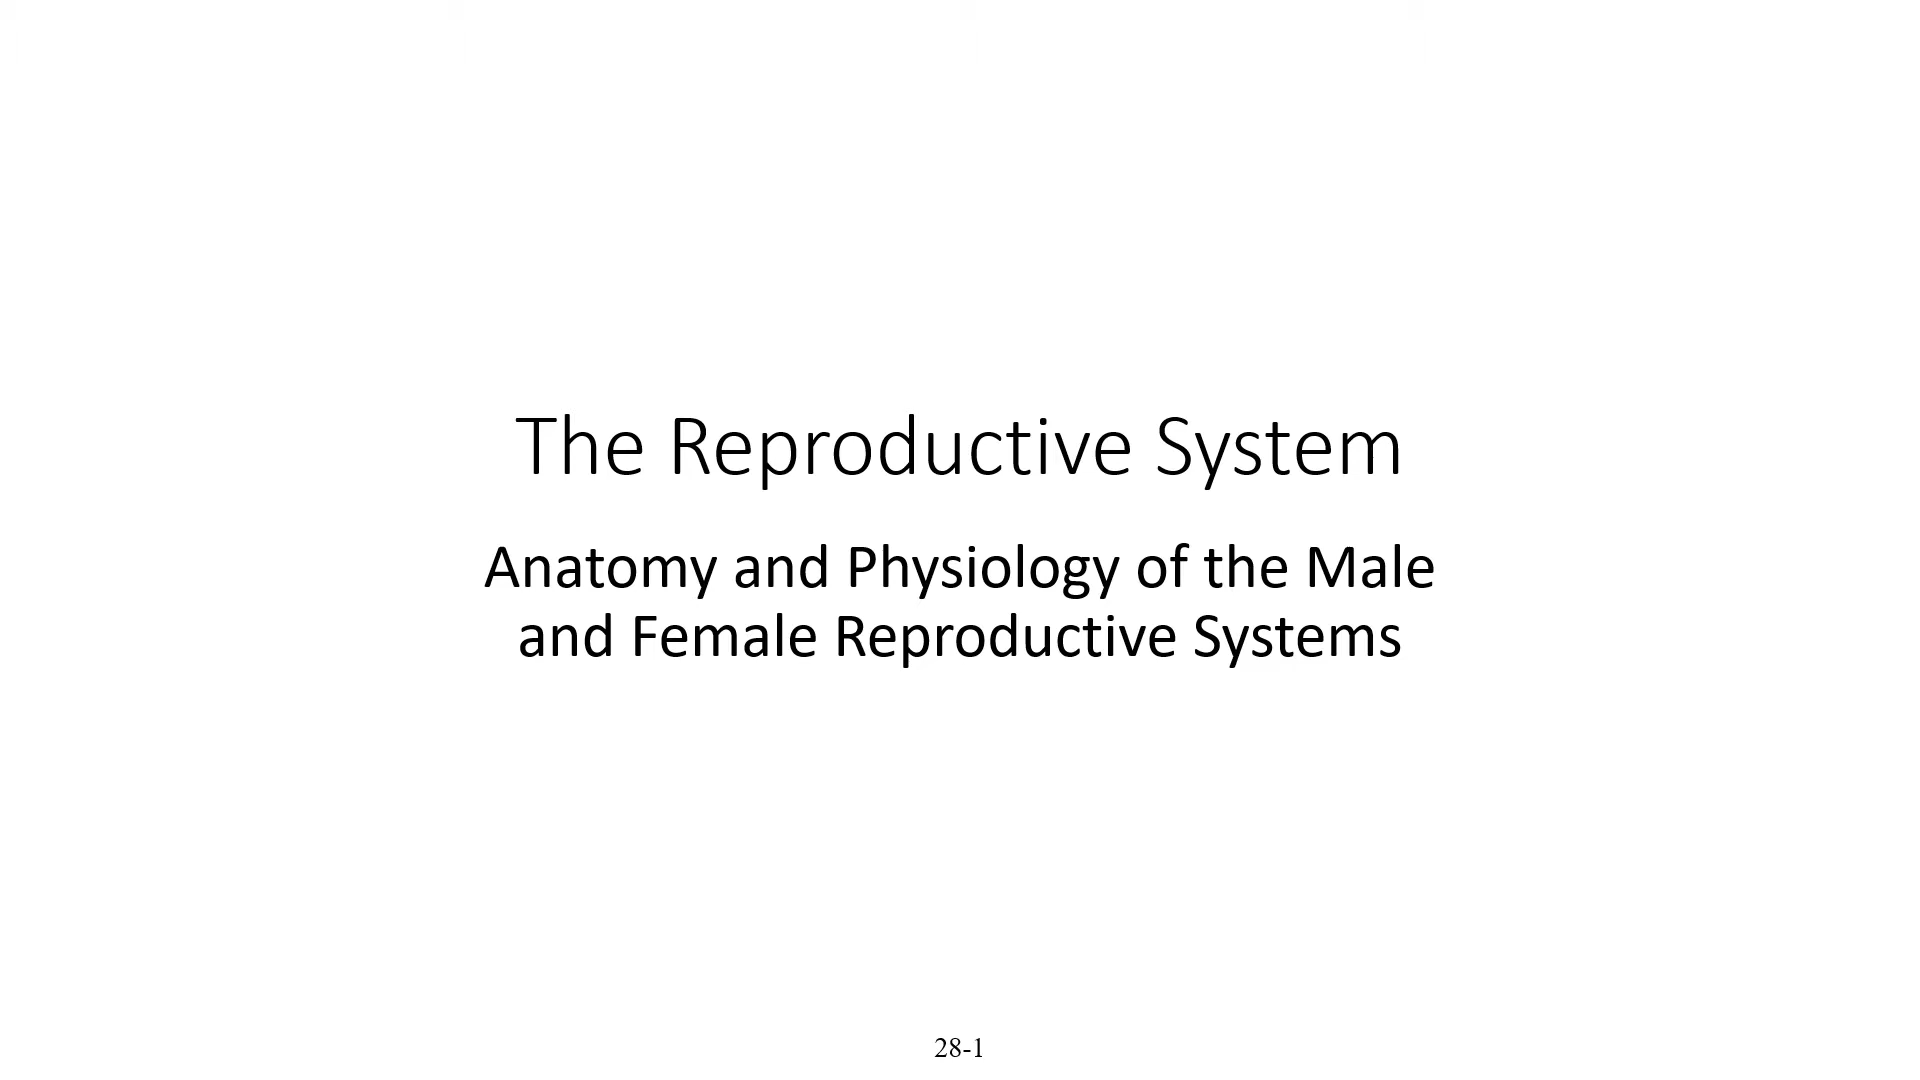 The Reproductive System
Anatomy and Physiology of the Male
and Female Reproductive Systems
28-1